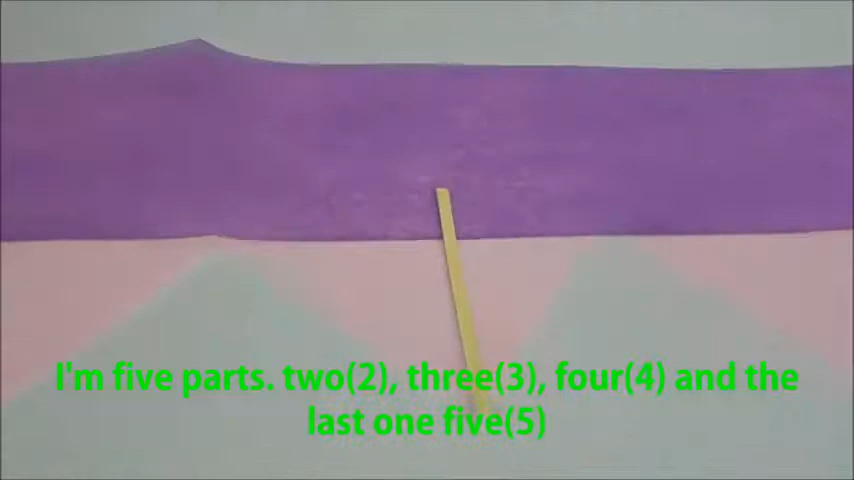 I'm five parts. two(2), three(3), four(4) and the
last one five(5)